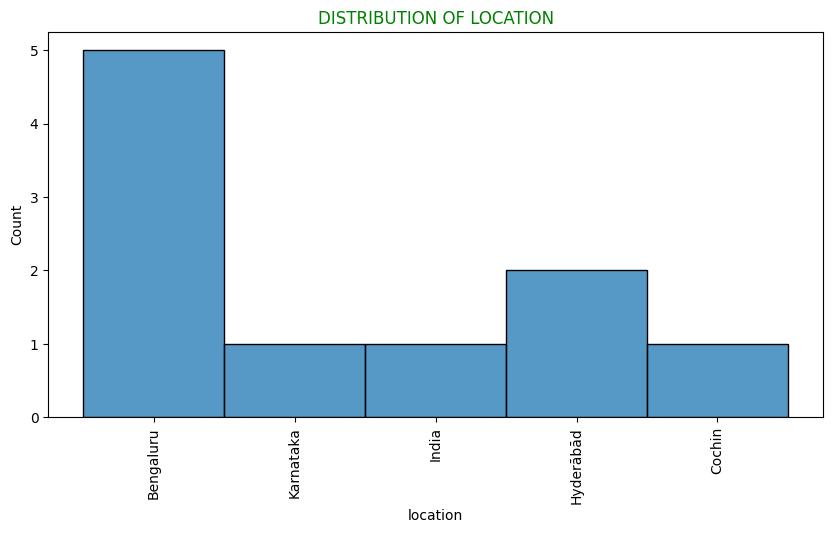 DISTRIBUTION OF LOCATION
5
4
3
2
1
0
Count
Bengaluru
Karnataka
India
Hyderābād
Cochin
location